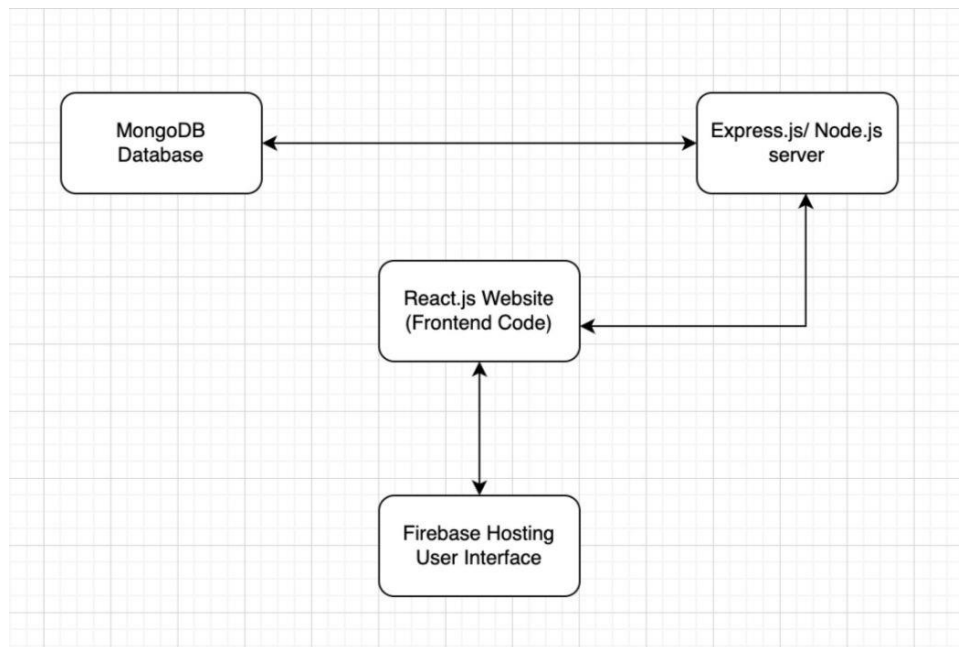 MongoDB
Database
Express.js/ Node.js
server
React.js Website
(Frontend Code)
Firebase Hosting
User Interface